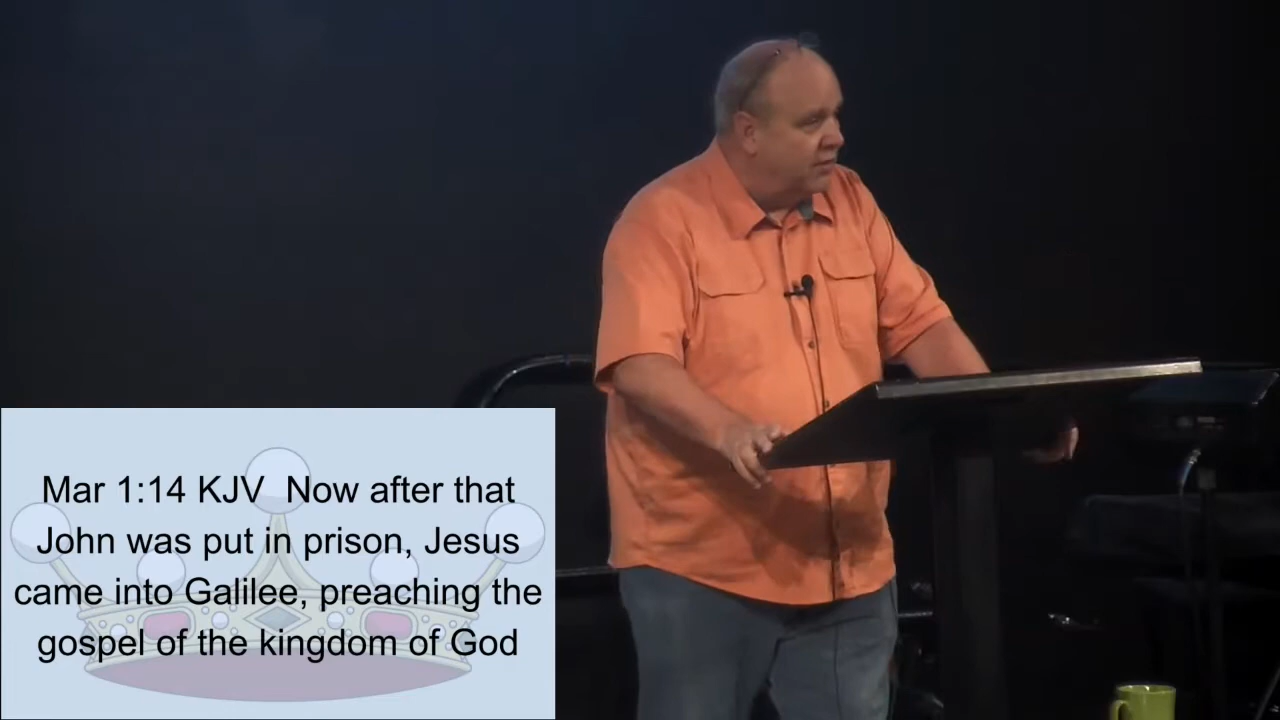 Mar 1:14 KJV  Now after that
John was put in prison, Jesus
came into Galilee, preaching the
gospel of the kingdom of God